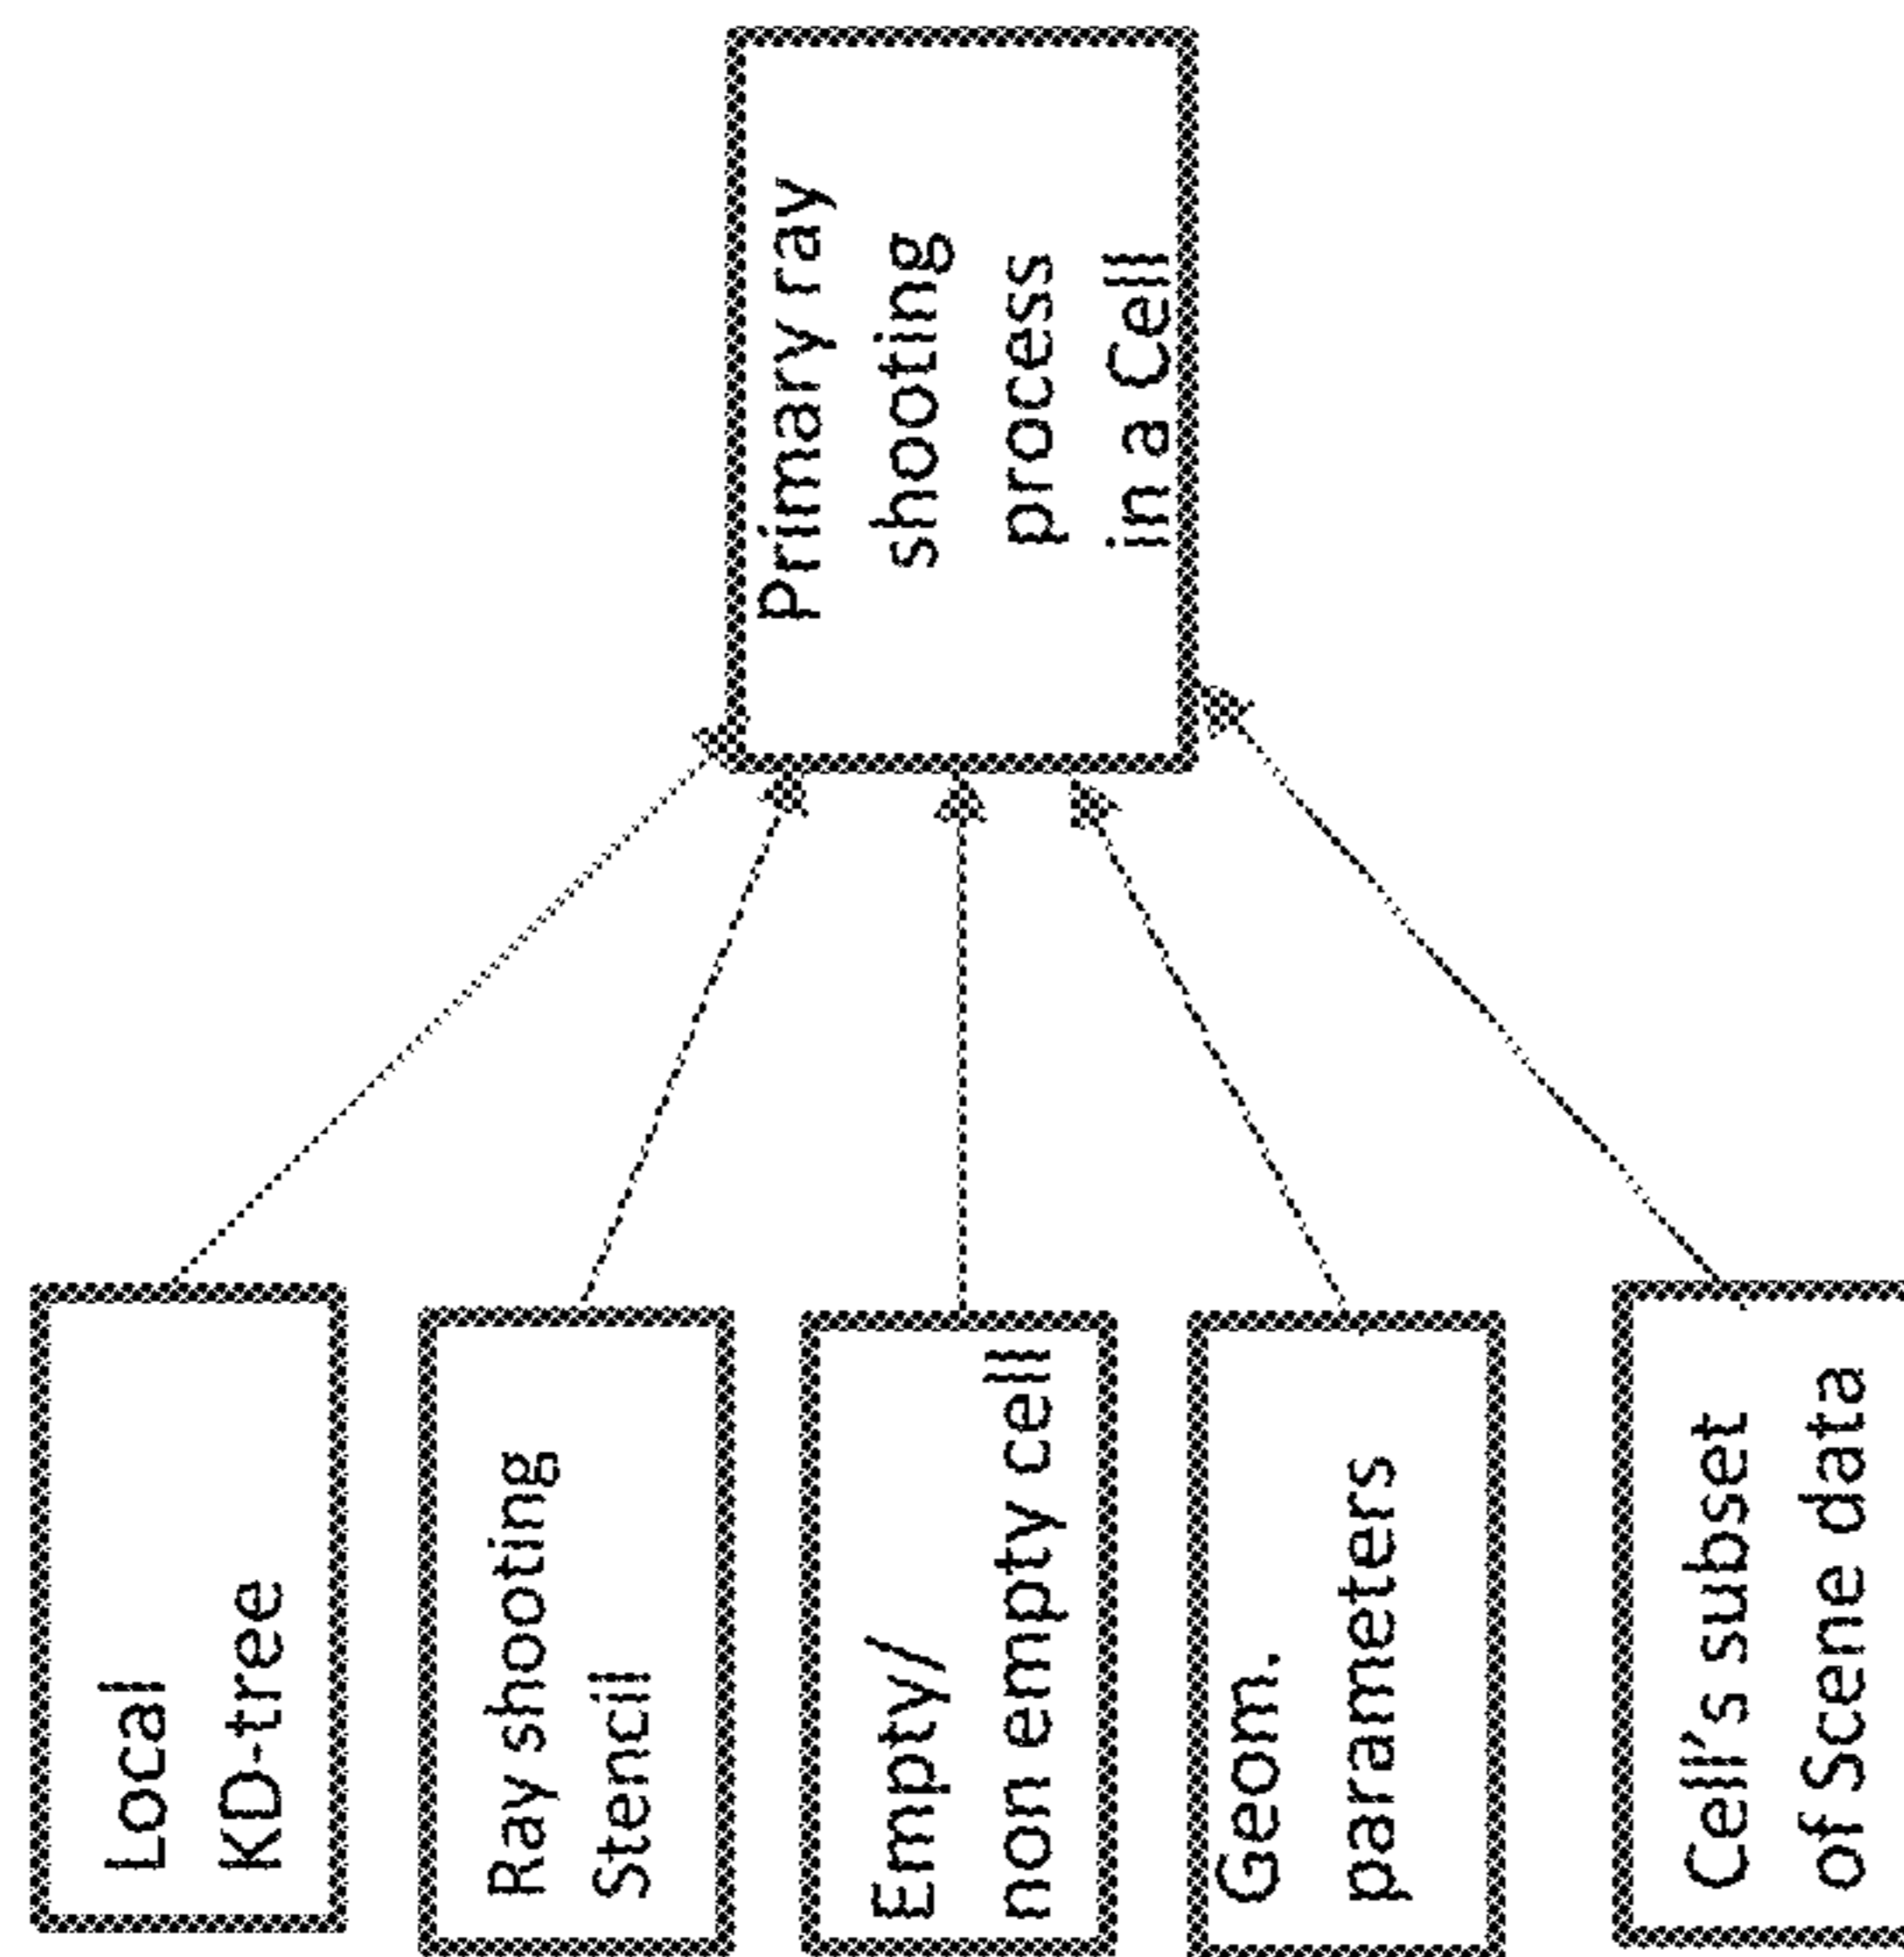 Local
KD-tree
Ray shooting
Stencil
Empty/
non empty cell
Geom.
parameters
Cell's subset
of Scene data
Primary ray
shooting
process
in a Cell